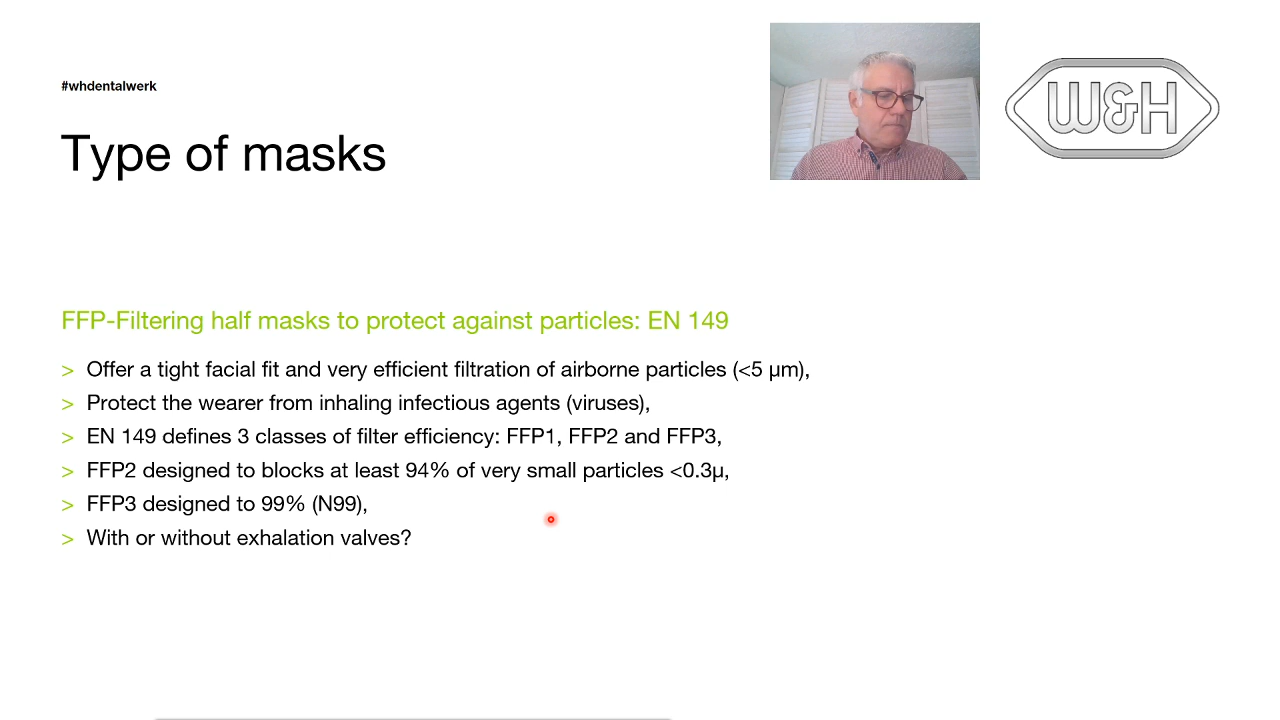 #whdentalwerk
W&H
Type of masks
FFP-Filtering half masks to protect against particles: EN 149
> Offer a tight facial fit and very efficient filtration of airborne particles (<5 µm),
> Protect the wearer from inhaling infectious agents (viruses),
> EN 149 defines 3 classes of filter efficiency: FFP1, FFP2 and FFP3,
> FFP2 designed to blocks at least 94% of very small particles <0.3µ,
> FFP3 designed to 99% (N99),
> With or without exhalation valves?